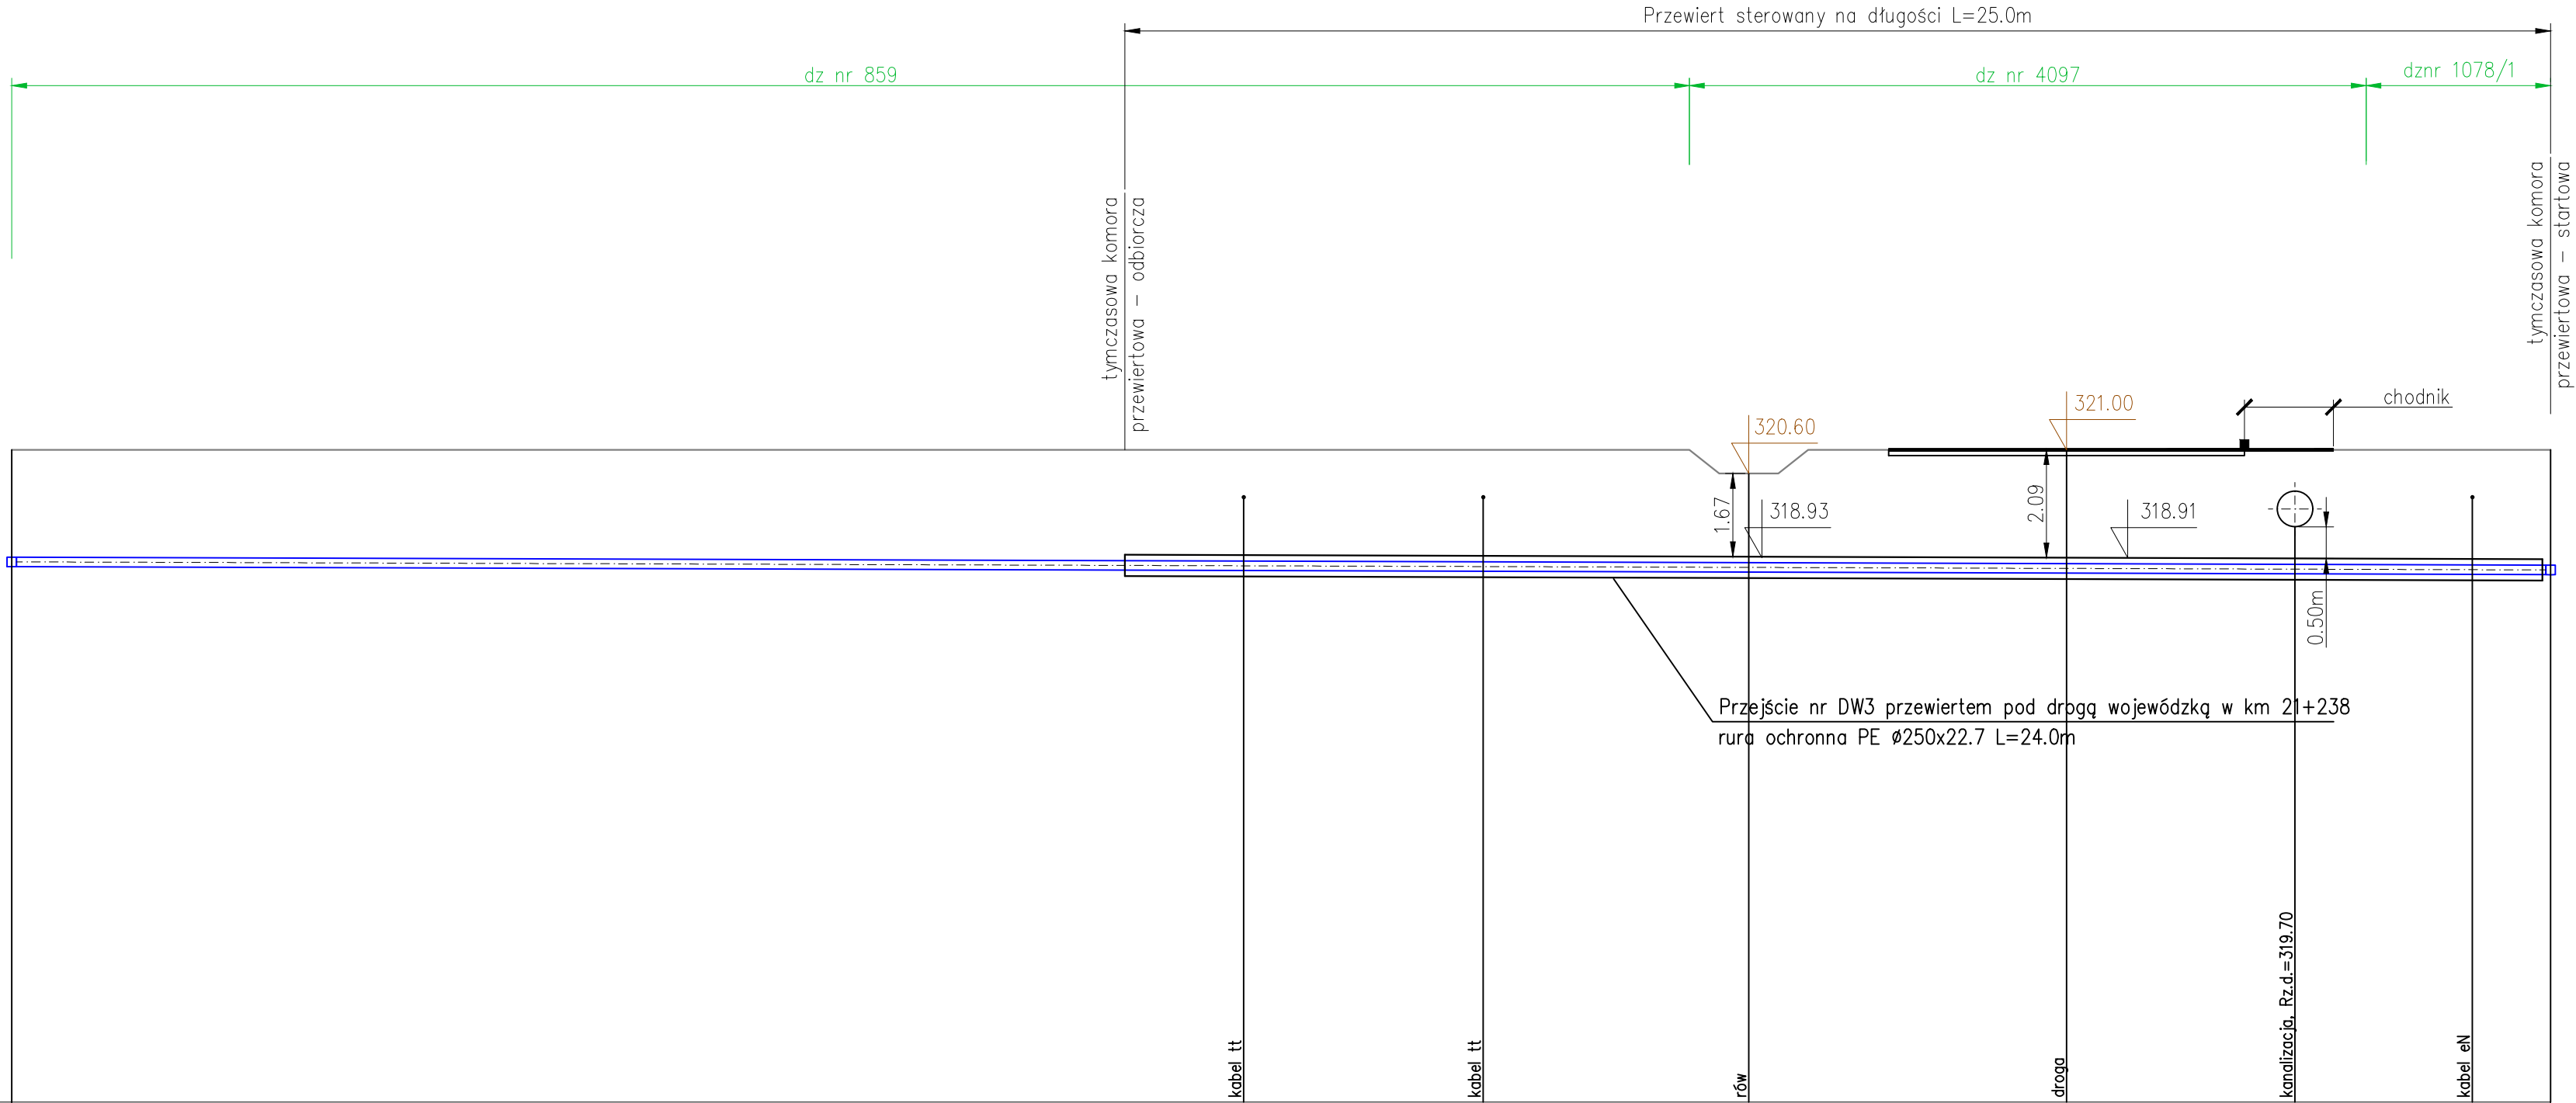 Przewiert sterowany na długości L=25.0m
dz nr 859
dz nr 4097
dznr 1078/1
tymczasowa komora
przewiertowa - odbiorcza
tymczasowa komora
przewiertowa - startowa
chodnik
321.00
320.60
1.67
318.93
2.09
318.91
0.50m
Przejście nr DW3 przewiertem pod drogą wojewódzką w km 21+238
rura ochronna PE Ø250x22.7 L=24.0m
kabel tt
kabel tt
rów
droga
kanalizacja, Rz.d.=319.70
kabel eN